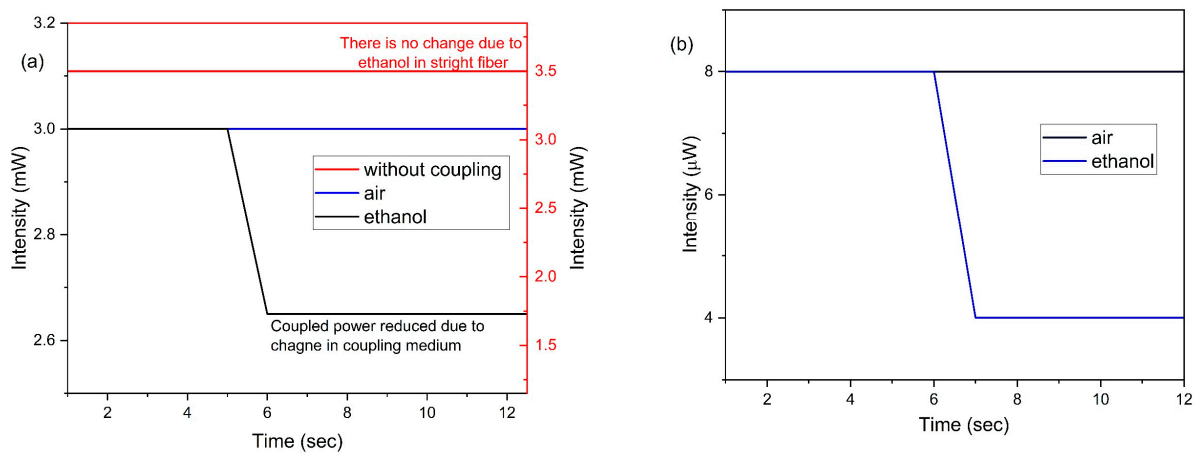 (a)
There is no change due to
ethanol in stright fiber
3.2
3.0
2.8
2.6
Intensity (mW)
without coupling
air
ethanol
3.5
3.0
2.5
2.0
1.5
Intensity (mW)
Coupled power reduced due to
chagne in coupling medium
2
4
6
8
10
12
Time (sec)
(b)
8
6
4
Intensity (μW)
air
ethanol
2
4
6
8
10
12
Time (sec)